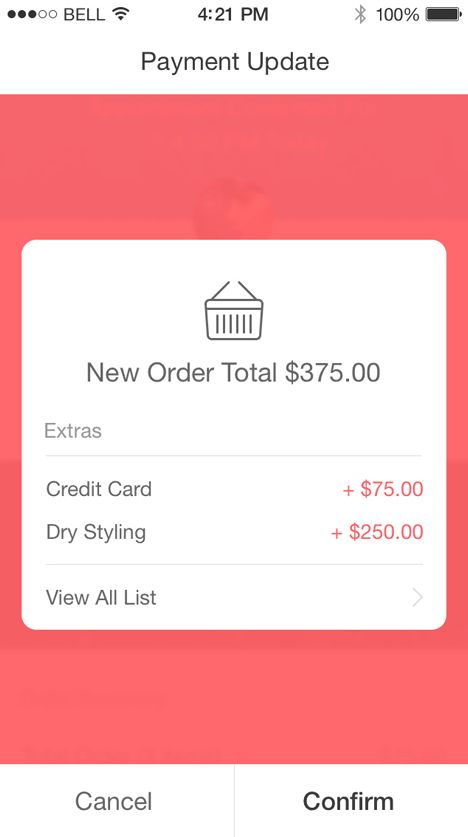 BELL 4:21 PM 100%
Payment Update
New Order Total $375.00
Extras
Credit Card + $75.00
Dry Styling + $250.00
View All List
Cancel Confirm